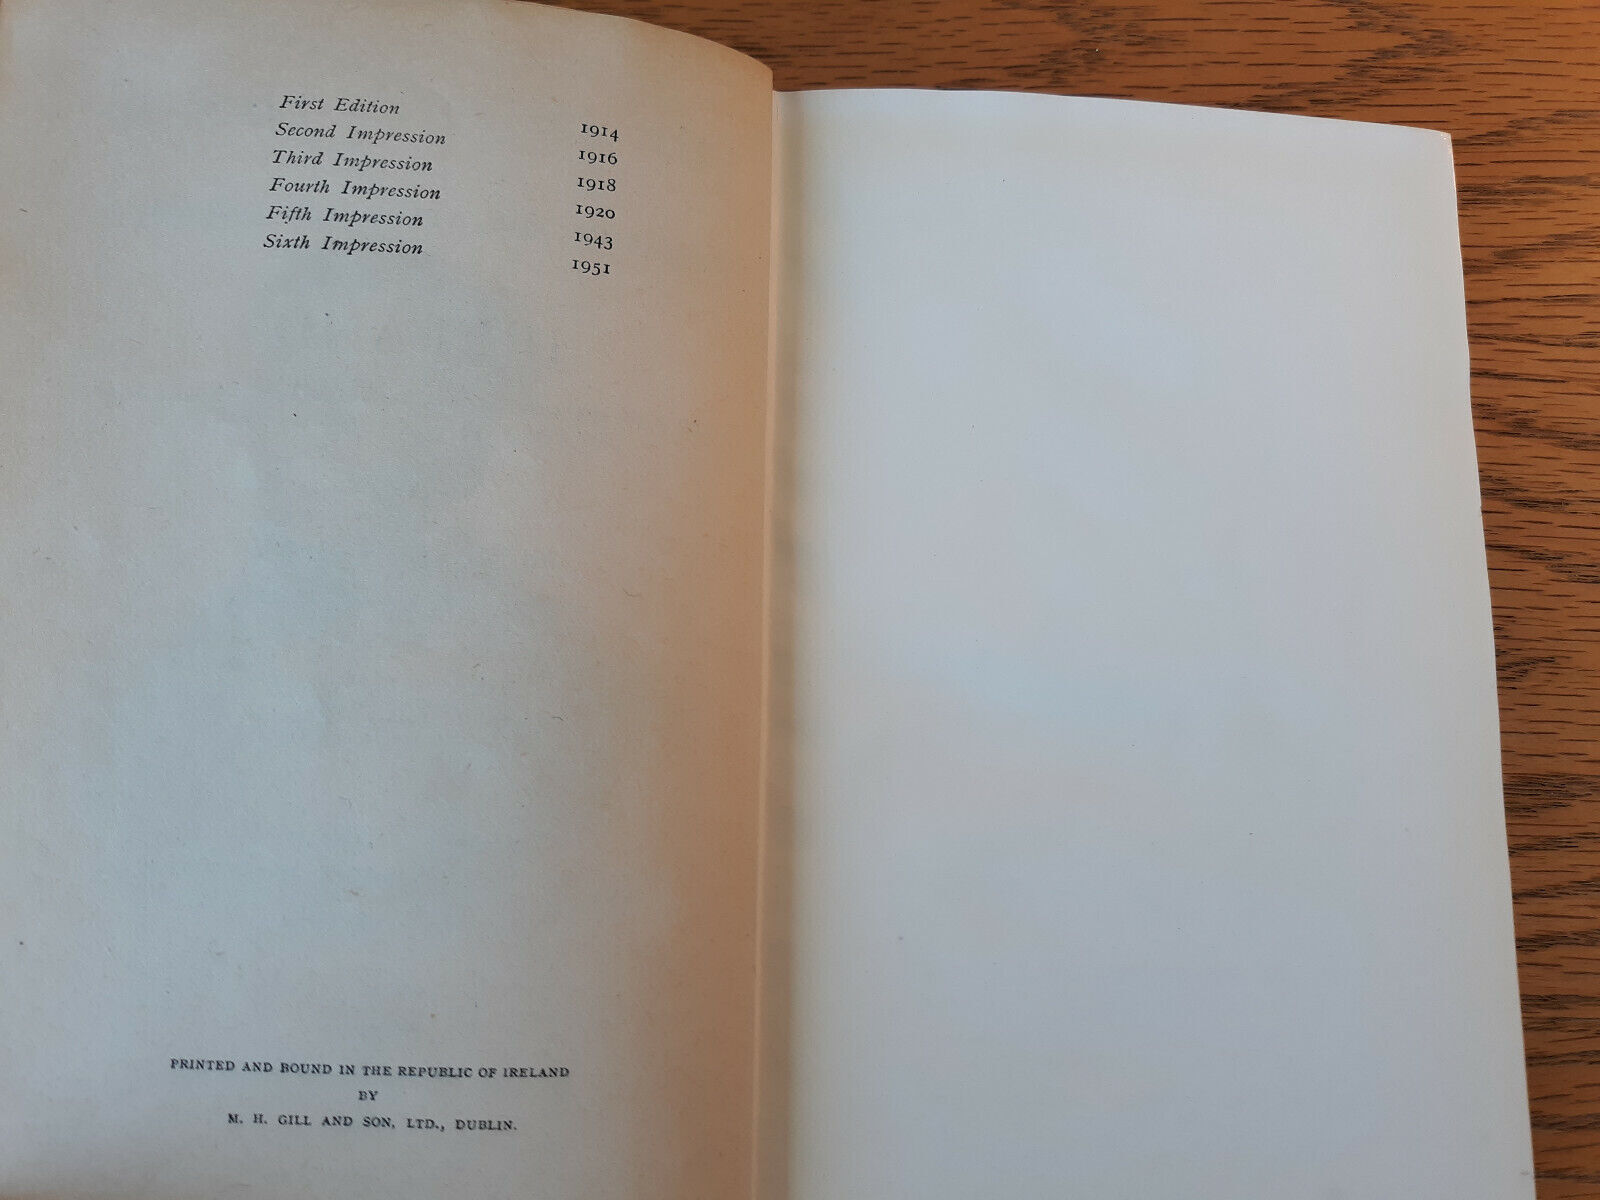 First Edition 1914
Second Impression 1916
Third Impression 1918
Fourth Impression 1920
Fifth Impression 1943
Sixth Impression 1951
PRINTED AND BOUND IN THE REPUBLIC OF IRELAND
BY
M. H. GILL AND SON, LTD., DUBLIN.